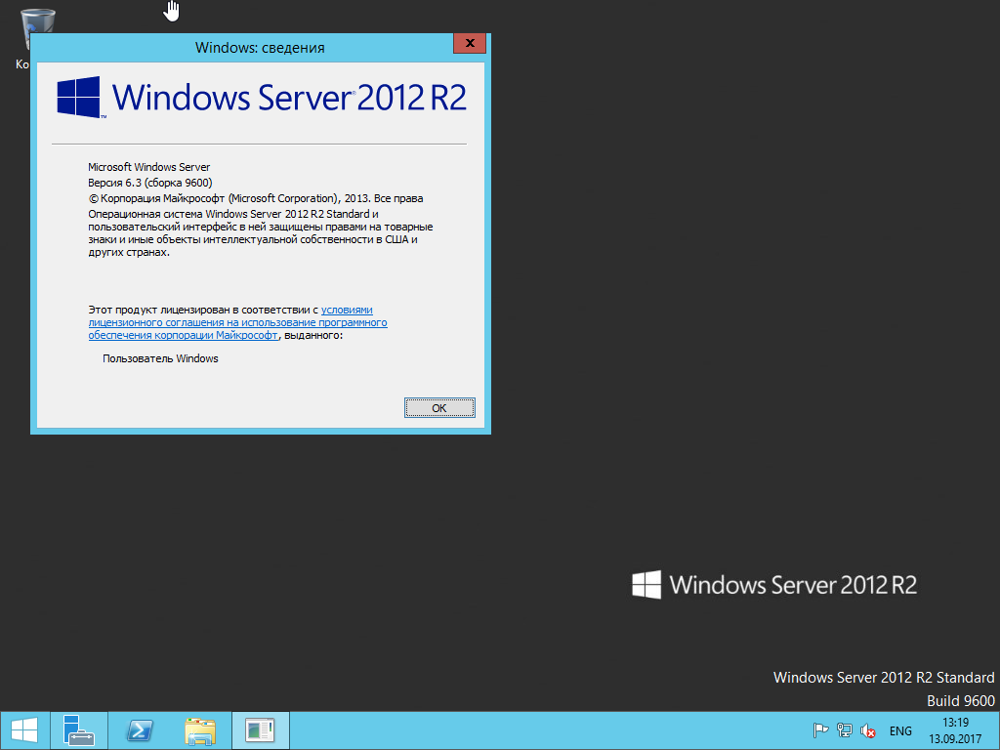 Ко
Windows: сведения
Windows Server 2012 R2
Microsoft Windows Server
Версия 6.3 (сборка 9600)
© Корпорация Майкрософт (Microsoft Corporation), 2013. Все права
Операционная система Windows Server 2012 R2 Standard и
пользовательский интерфейс в ней защищены правами на товарные
знаки и иные объекты интеллектуальной собственности в США и
других странах.
Этот продукт лицензирован в соответствии с условиями
лицензионного соглашения на использование программного
обеспечения корпорации Майкрософт, выданного:
Пользователь Windows
OK
Windows Server 2012 R2
Windows Server 2012 R2 Standard
Build 9600
ENG
13:19
13.09.2017